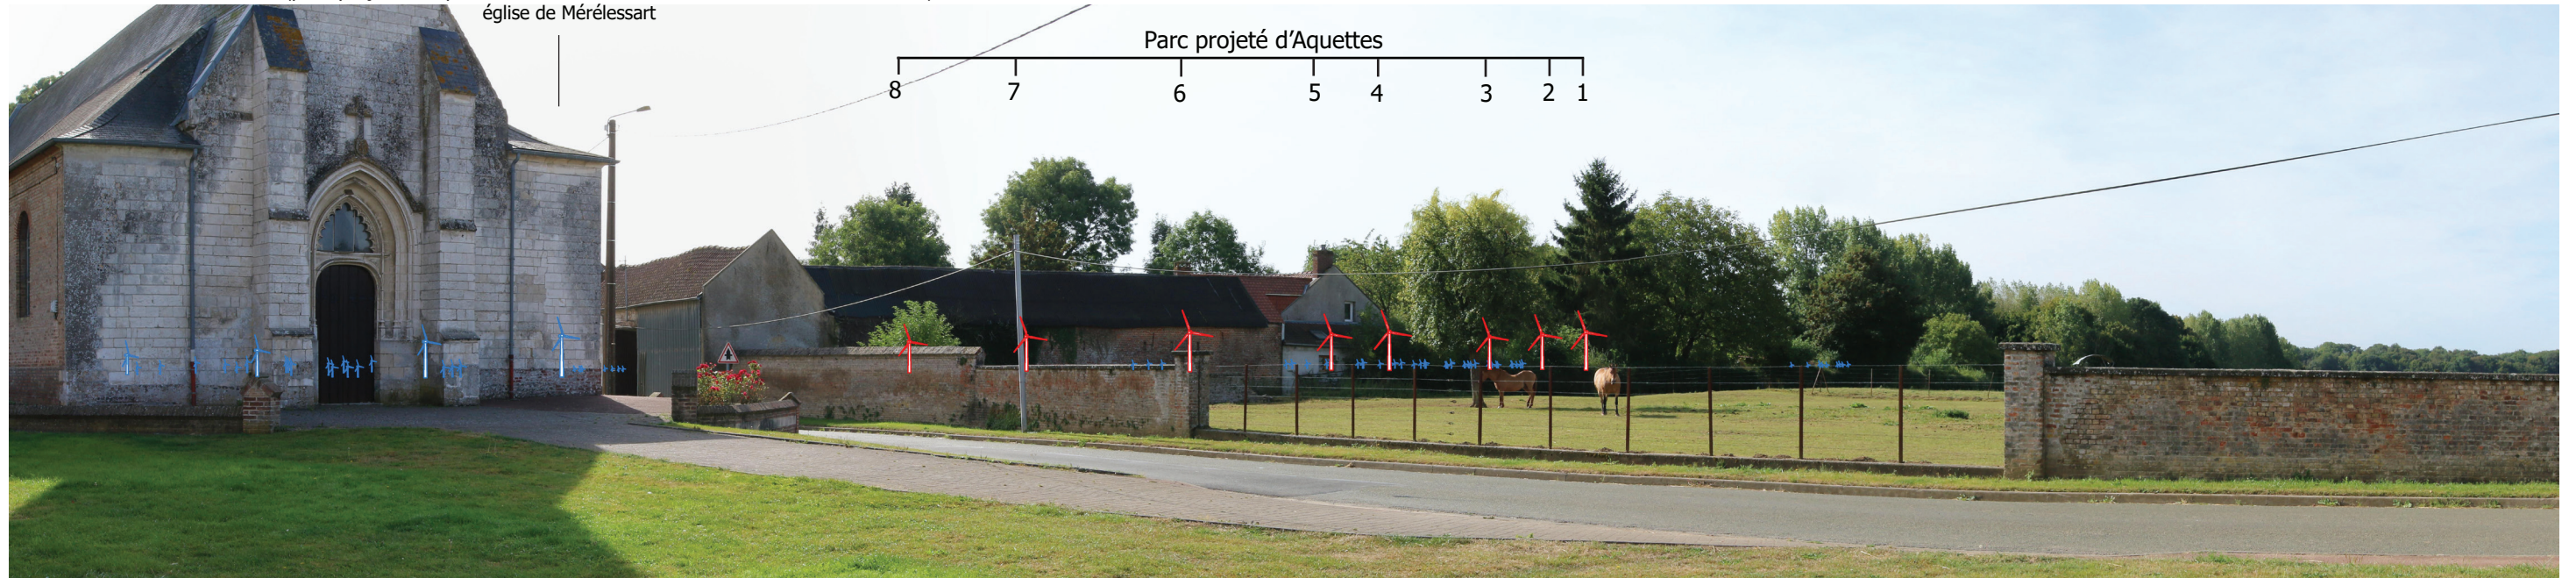 église de Mérélessart
Parc projeté d'Aquettes
8 7 6 5 4 3 2 1